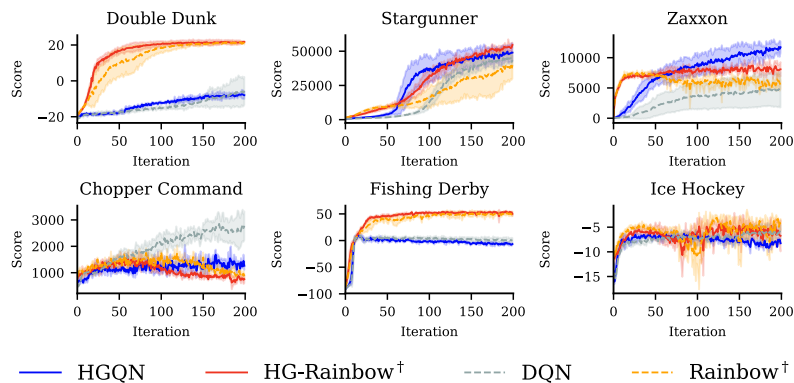 Double Dunk
Stargunner
Zaxxon
Score
20
0
−20
0 50 100 150 200
Iteration
Score
50000
25000
0
0 50 100 150 200
Iteration
Score
10000
5000
0
0 50 100 150 200
Iteration
Chopper Command
Fishing Derby
Ice Hockey
Score
3000
2000
1000
0 50 100 150 200
Iteration
Score
50
0
−50
−100
0 50 100 150 200
Iteration
Score
−5
−10
−15
0 50 100 150 200
Iteration
HGQN HG-Rainbow† DQN Rainbow†